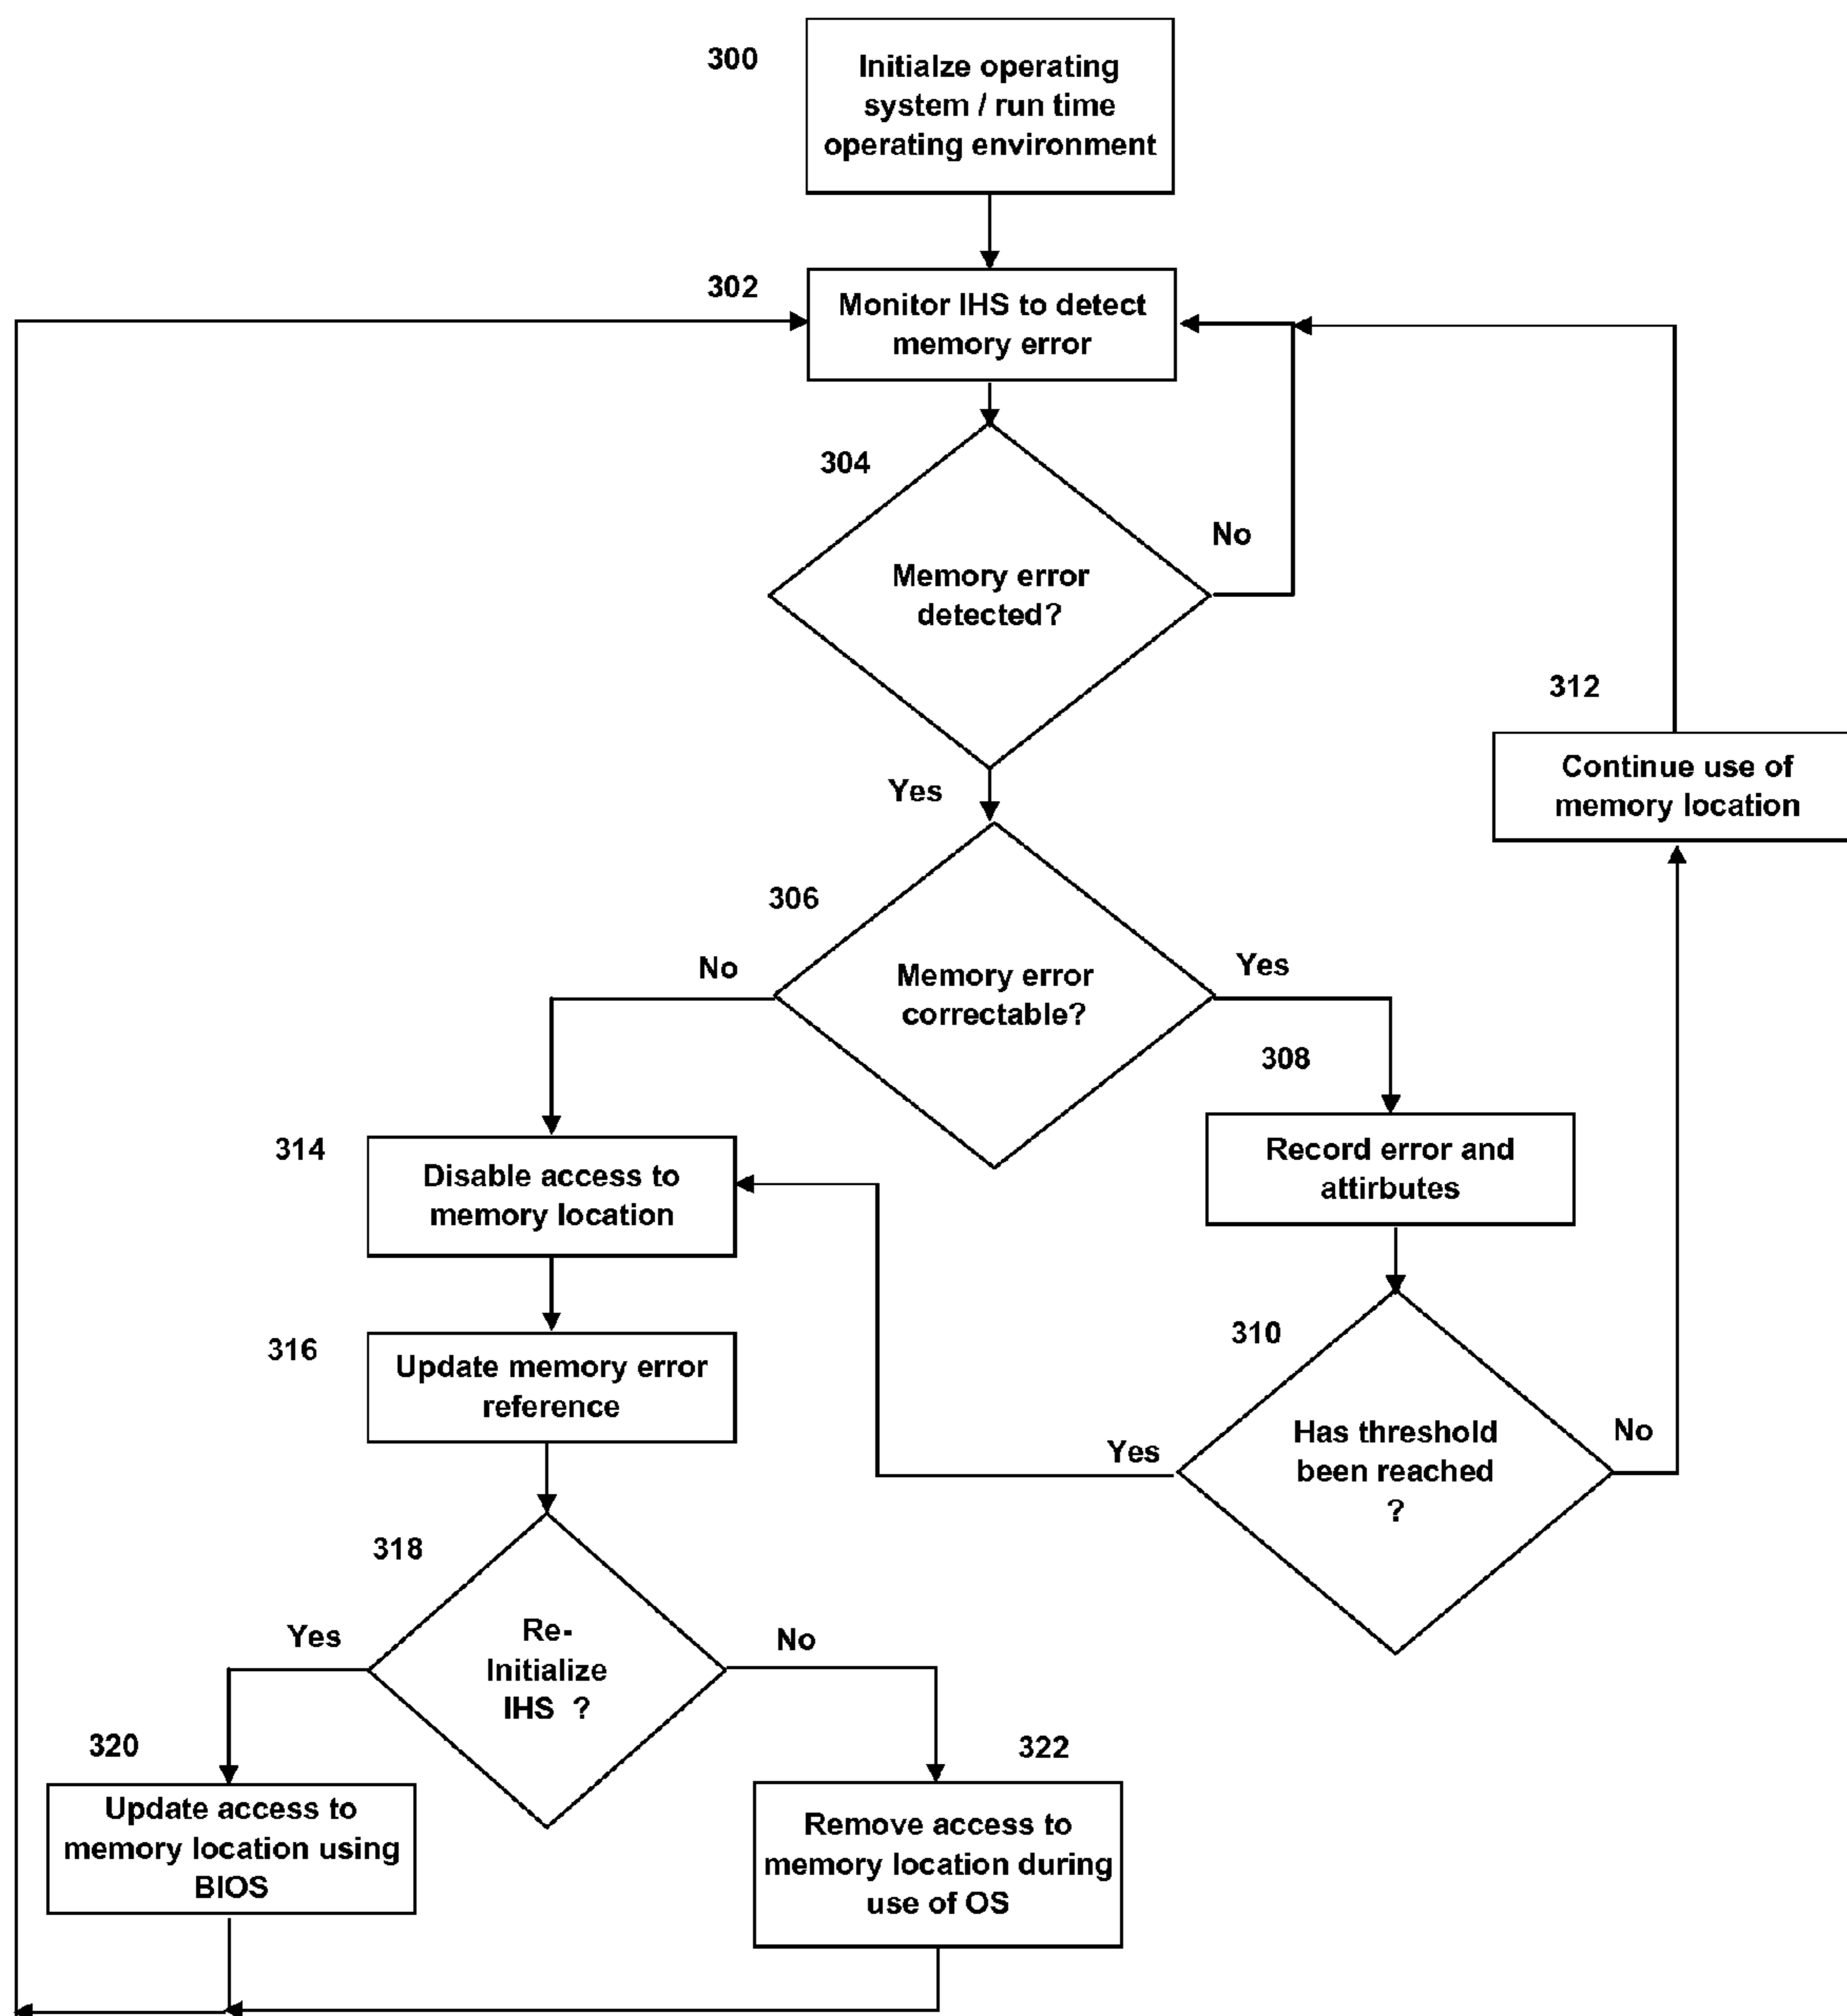 300
Initialze operating
system / run time
operating environment
302
Monitor IHS to detect
memory error
304
No
Memory error
detected?
312
Yes
Continue use of
memory location
306
No
Yes
Memory error
correctable?
308
314
Record error and
attirbutes
Disable access to
memory location
310
316
Update memory error
reference
Has threshold
been reached
?
No
Yes
318
Yes
No
Re-
Initialize
IHS ?
320
322
Update access to
memory location using
BIOS
Remove access to
memory location during
use of OS